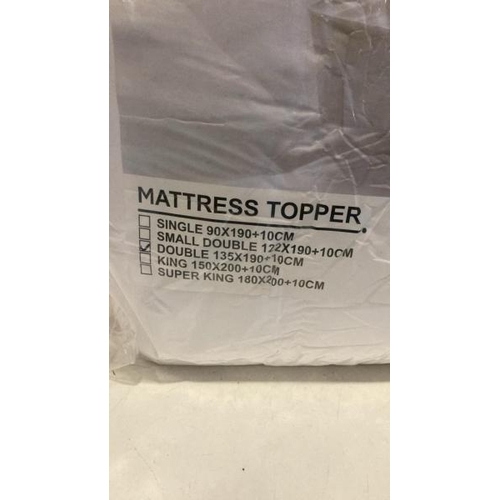 MATTRESS TOPPER
SINGLE 90X190+10CM
SMALL DOUBLE 122X190+10CM
DOUBLE 135X190+10CM
KING 150X200+10CM
SUPER KING 180X200+10CM